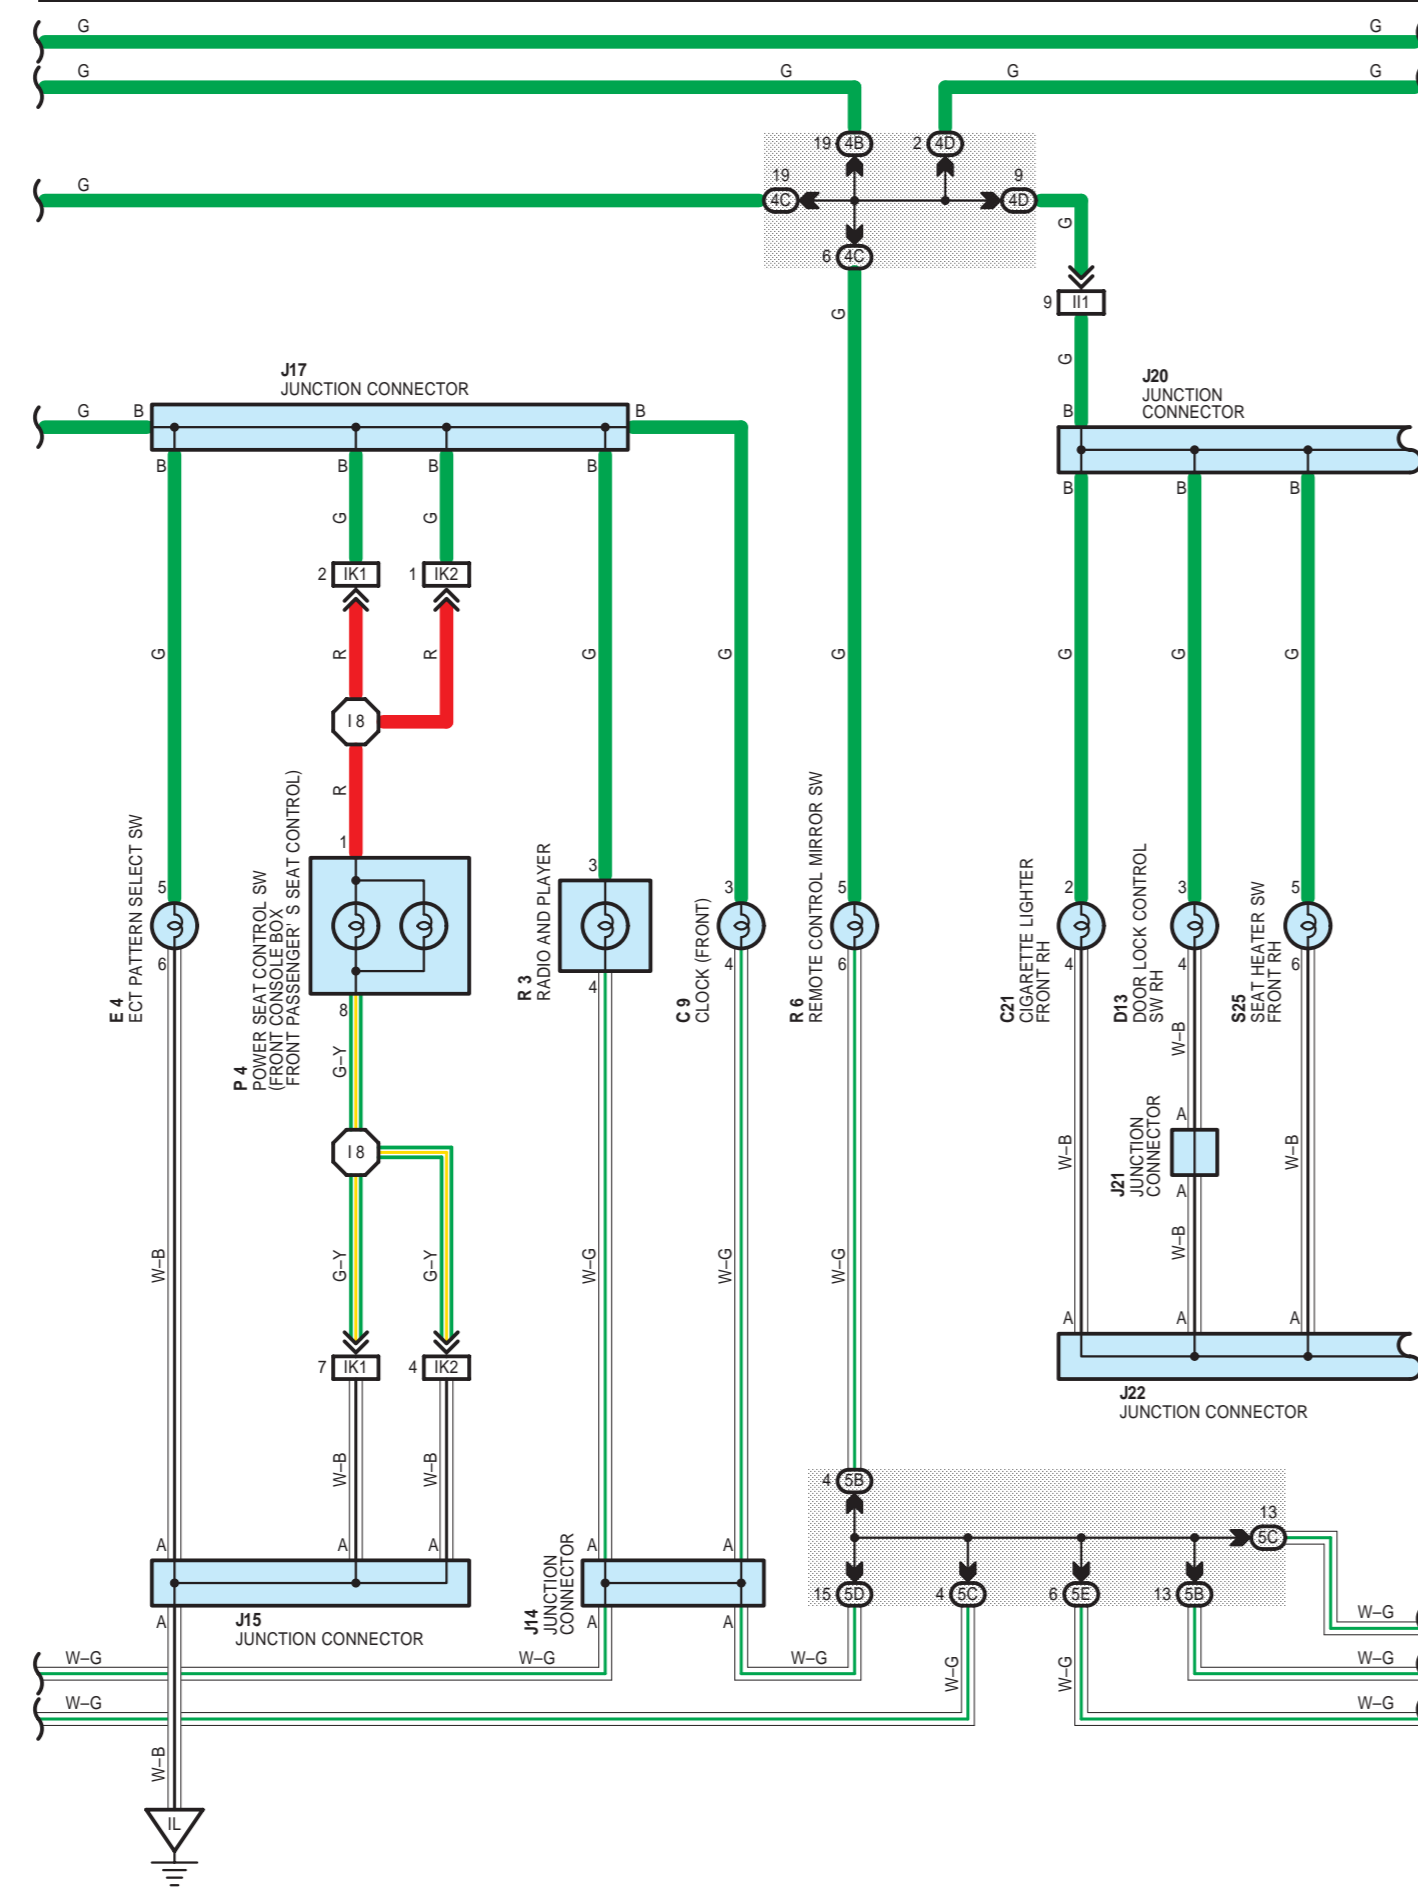 G
G
G
G
G
G
G
19 4B
2 4D
19
4C
9
4D
G
6 4C
G
9 II1
G
J17
JUNCTION CONNECTOR
J20
JUNCTION
CONNECTOR
G
B
B
B
B
B
B
B
B
B
B
G
G
2 IK1
1 IK2
G
R
R
G
G
G
G
G
G
I 8
R
1
E 4
ECT PATTERN SELECT SW
5
6
P 4
POWER SEAT CONTROL SW
(FRONT CONSOLE BOX
FRONT PASSENGER' S SEAT CONTROL)
8
R 3
RADIO AND PLAYER
3
4
C 9
CLOCK (FRONT)
3
4
R 6
REMOTE CONTROL MIRROR SW
5
6
C21
CIGARETTE LIGHTER
FRONT RH
2
4
D13
DOOR LOCK CONTROL
SW RH
3
4
S25
SEAT HEATER SW
FRONT RH
5
6
G–Y
W–B
I 8
A
J21
JUNCTION
CONNECTOR
A
W–B
W–B
W–B
W–B
G–Y
G–Y
W–G
W–G
W–G
A
A
A
7 IK1
4 IK2
J22
JUNCTION CONNECTOR
W–B
W–B
4 5B
13
5C
A
A
A
A
A
J14
JUNCTION
CONNECTOR
15 5D
4 5C
6 5E
13 5B
A
J15
JUNCTION CONNECTOR
A
A
W–G
W–G
W–G
W–G
W–G
W–G
W–G
W–G
W–G
W–B
IL